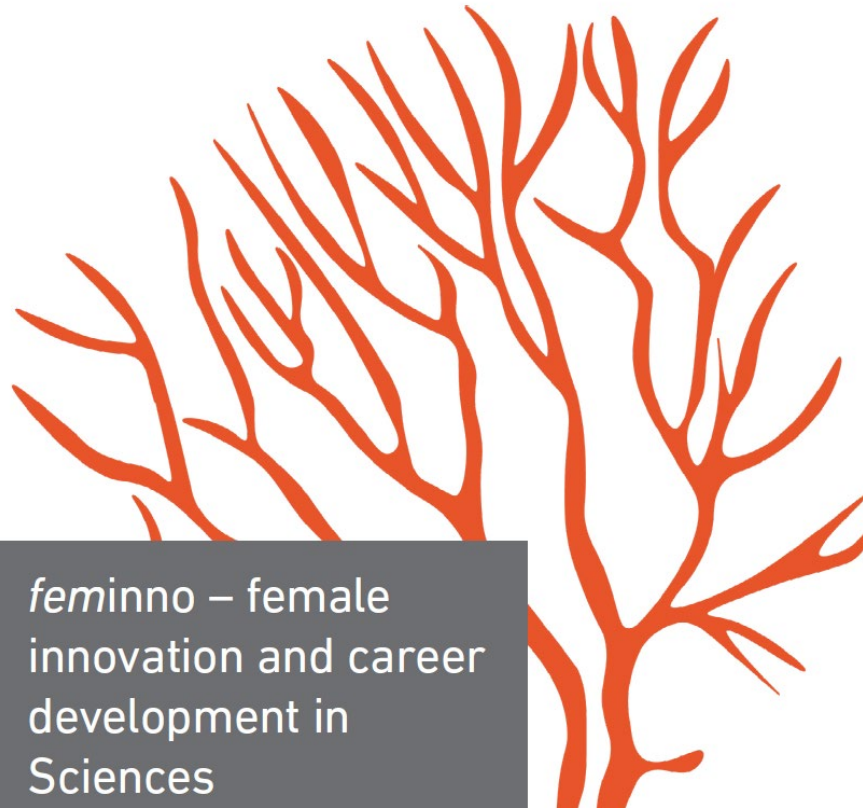 feminno – female
innovation and career
development in
Sciences